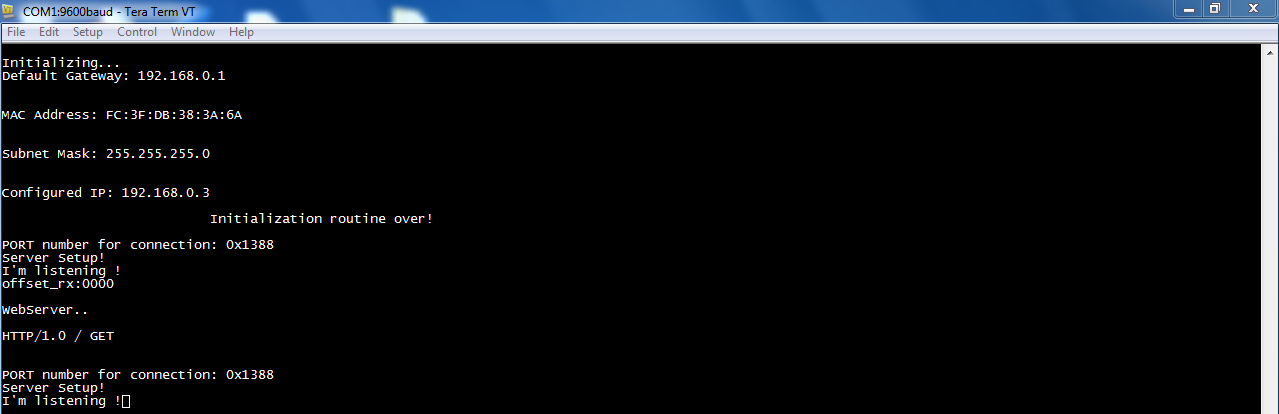 COM1:9600baud - Tera Term VT
File Edit Setup Control Window Help
Initializing...
Default Gateway: 192.168.0.1
MAC Address: FC:3F:DB:38:3A:6A
Subnet Mask: 255.255.255.0
Configured IP: 192.168.0.3
Initialization routine over!
PORT number for connection: 0x1388
Server Setup!
I'm listening !
offset_rx:0000
WebServer..
HTTP/1.0 / GET
PORT number for connection: 0x1388
Server Setup!
I'm listening !